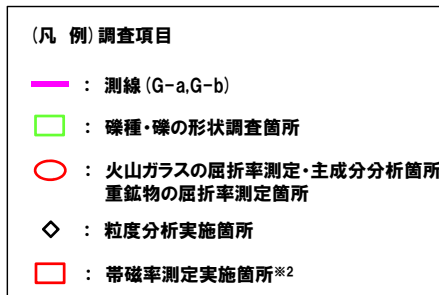 (凡 例)調査項目
: 測線(G-a,G-b)
: 礫種・礫の形状調査箇所
: 火山ガラスの屈折率測定・主成分分析箇所
重鉱物の屈折率測定箇所
: 粒度分析実施箇所
: 帯磁率測定実施箇所※2